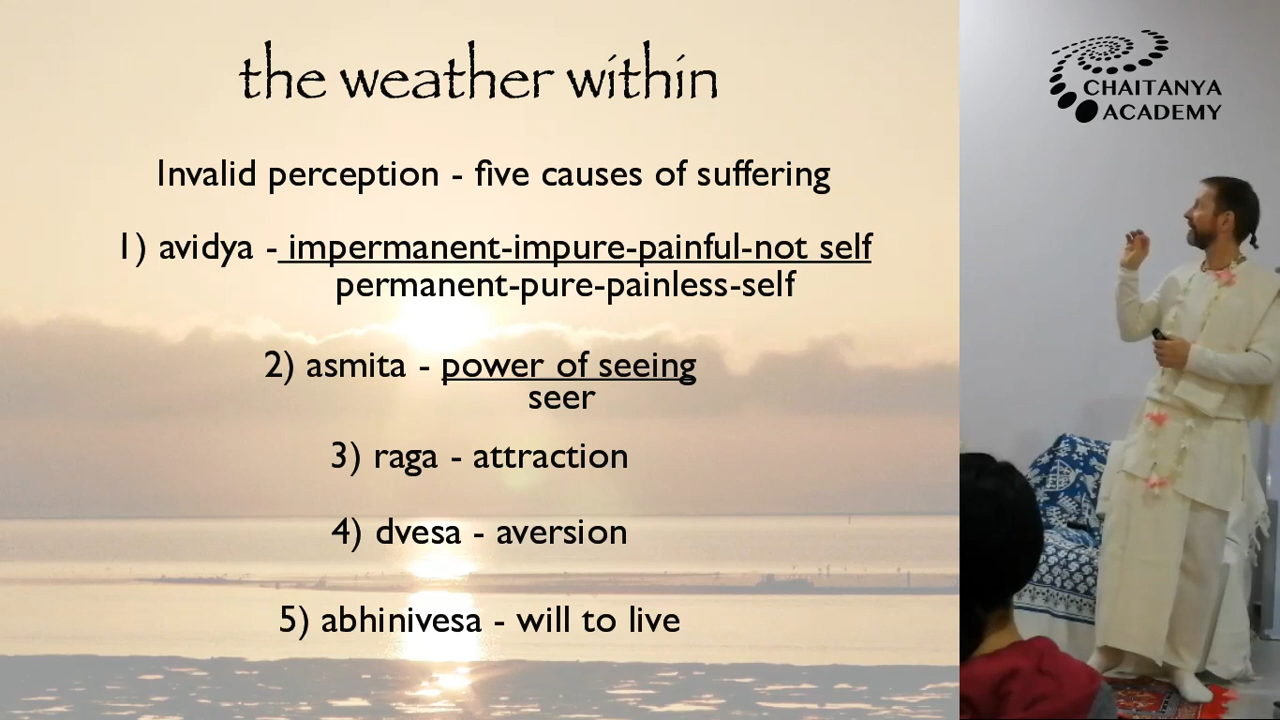 the weather within
Invalid perception - five causes of suffering
1) avidya - impermanent-impure-painful-not self
permanent-pure-painless-self
2) asmita - power of seeing
seer
3) raga - attraction
4) dvesa - aversion
5) abhinivesa - will to live
CHAITANYA
ACADEMY